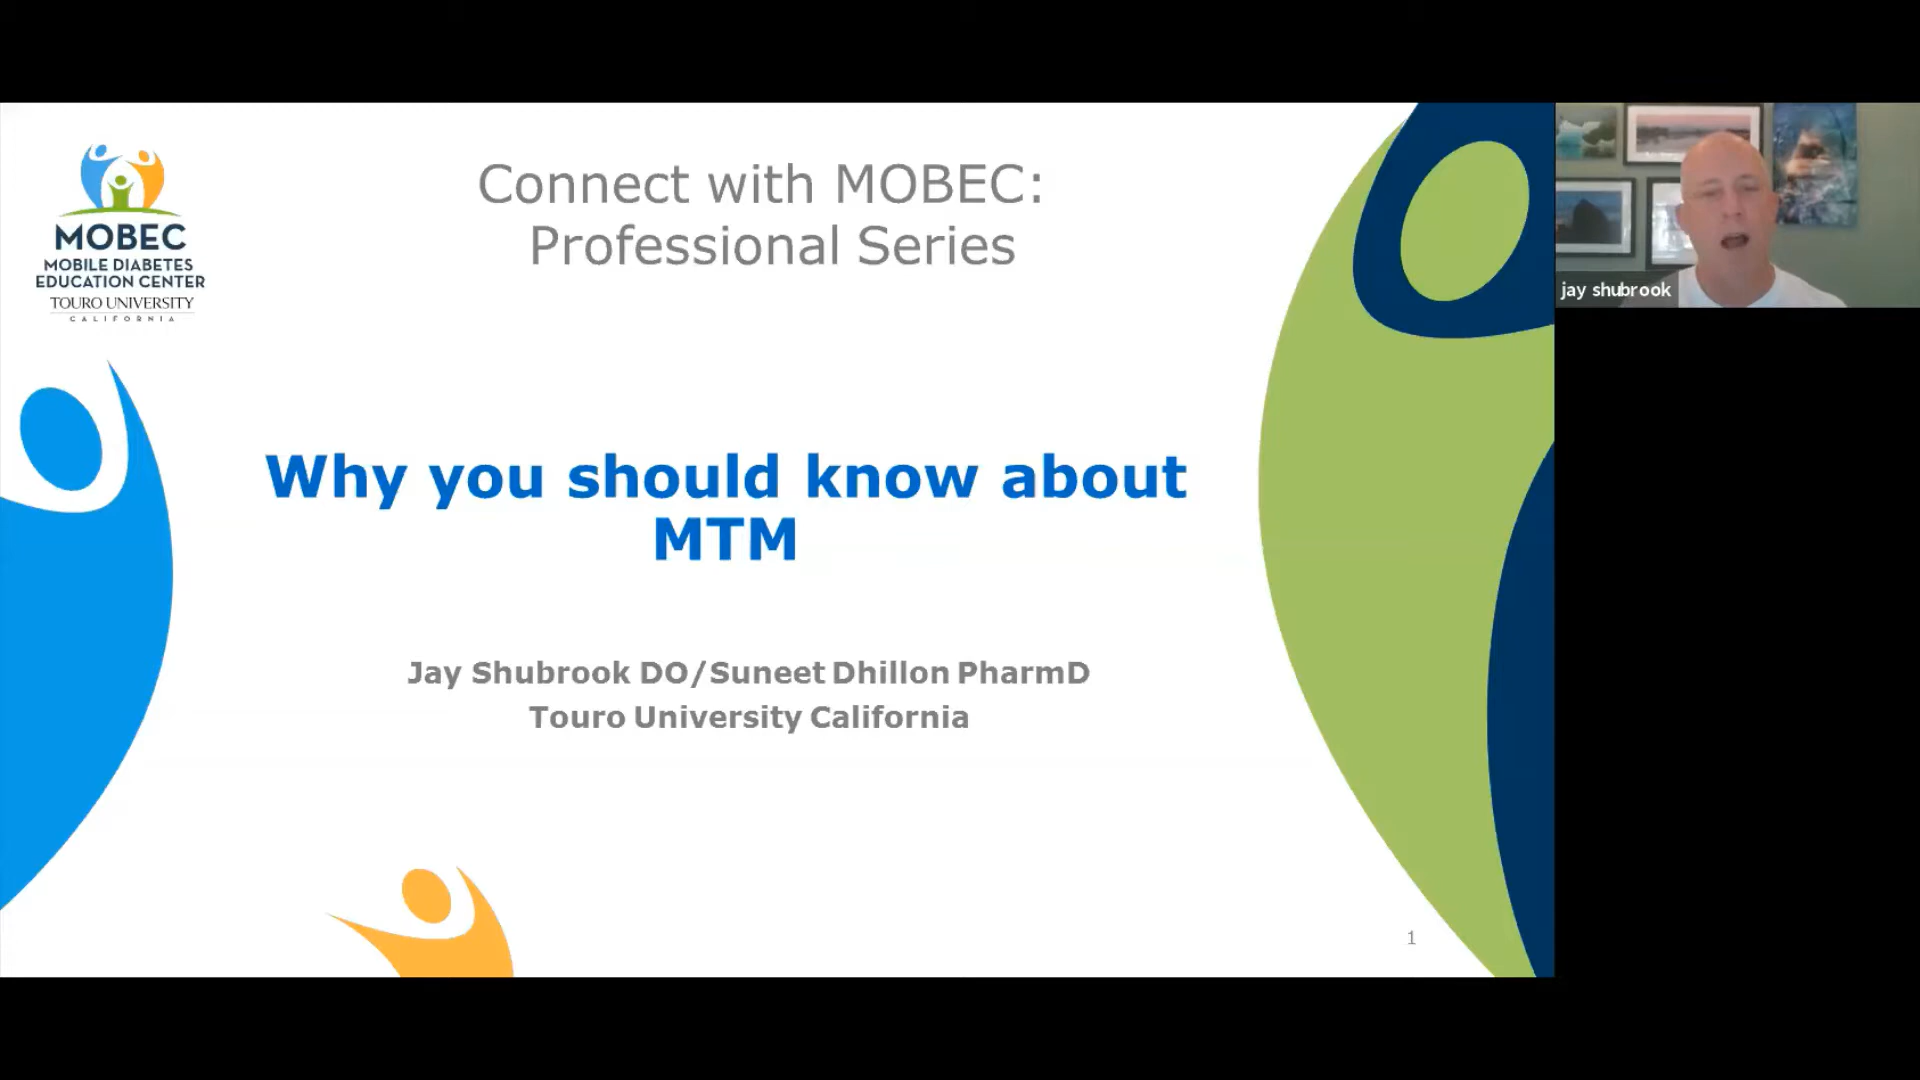 Connect with MOBEC:
Professional Series
MOBEC
MOBILE DIABETES
EDUCATION CENTER
TOURO UNIVERSITY
CALIFORNIA
jay shubrook
Why you should know about
MTM
Jay Shubrook DO/Suneet Dhillon PharmD
Touro University California
1